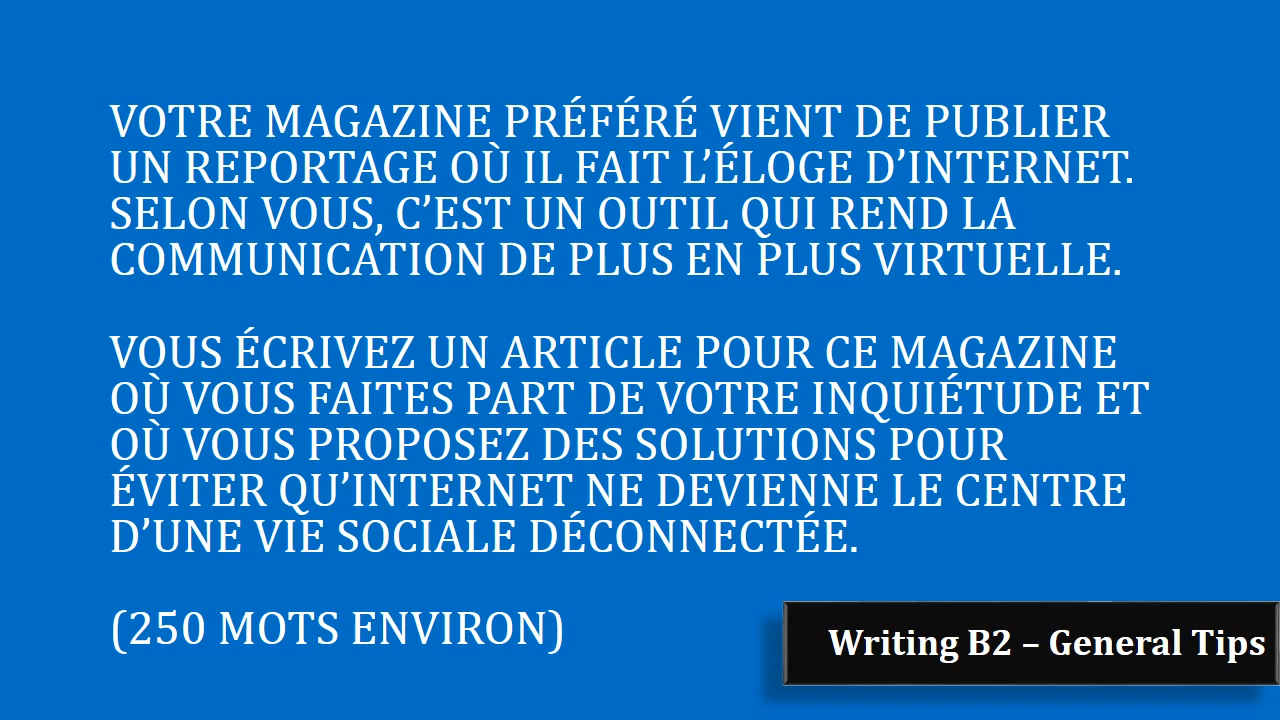 VOTRE MAGAZINE PRÉFÉRÉ VIENT DE PUBLIER
UN REPORTAGE OÙ IL FAIT L’ÉLOGE D’INTERNET.
SELON VOUS, C’EST UN OUTIL QUI REND LA
COMMUNICATION DE PLUS EN PLUS VIRTUELLE.
VOUS ÉCRIVEZ UN ARTICLE POUR CE MAGAZINE
OÙ VOUS FAITES PART DE VOTRE INQUIÉTUDE ET
OÙ VOUS PROPOSEZ DES SOLUTIONS POUR
ÉVITER QU’INTERNET NE DEVIENNE LE CENTRE
D’UNE VIE SOCIALE DÉCONNECTÉE.
(250 MOTS ENVIRON)
Writing B2 – General Tips